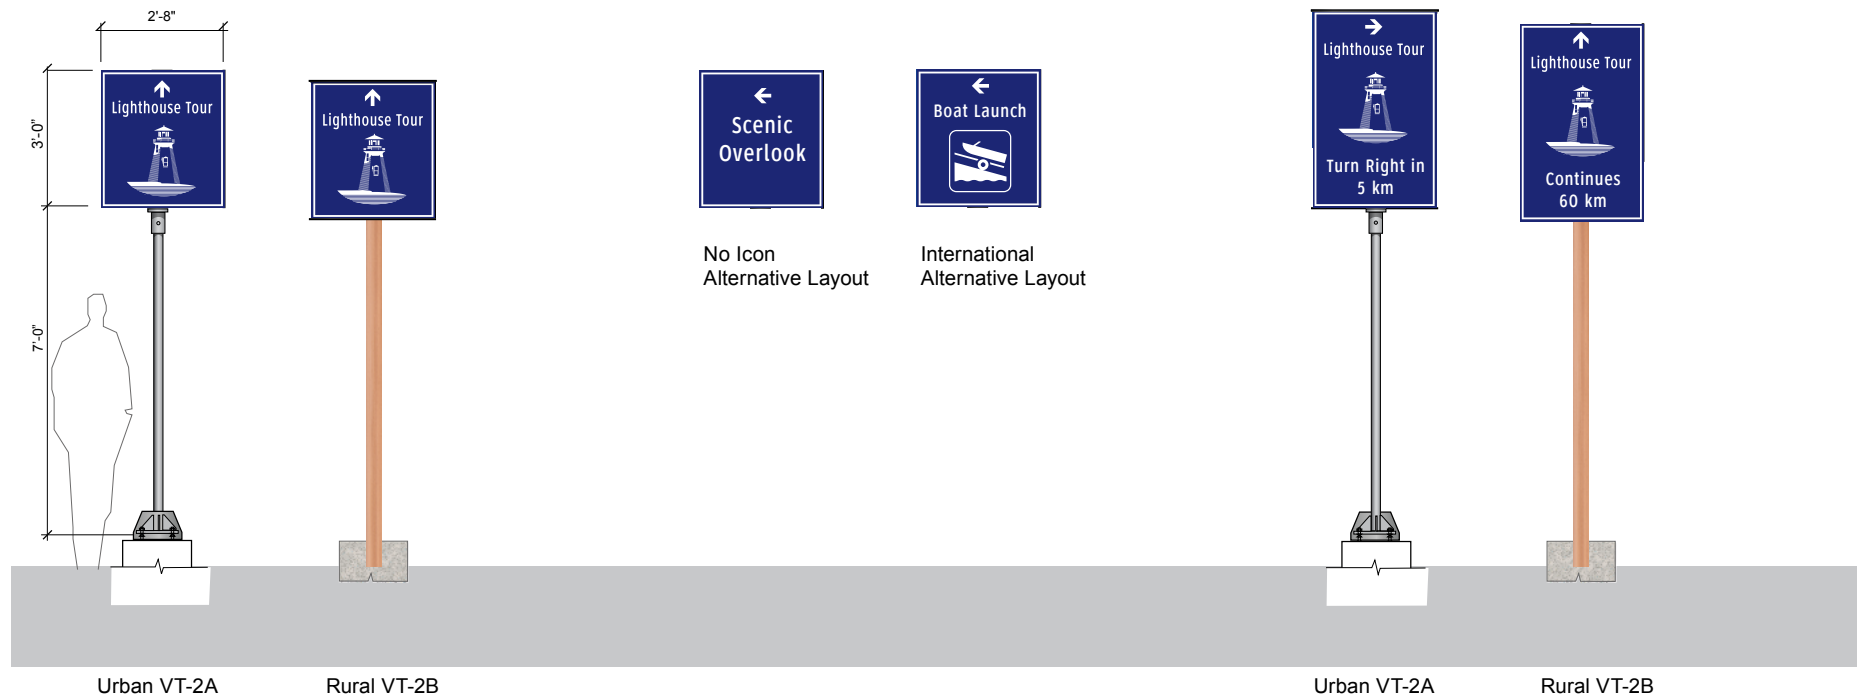 2'-8"
3'-0"
7'-0"
Lighthouse Tour
Lighthouse Tour
Scenic
Overlook
Boat Launch
No Icon
Alternative Layout
International
Alternative Layout
Lighthouse Tour
Turn Right in
5 km
Lighthouse Tour
Continues
60 km
Urban VT-2A
Rural VT-2B
Urban VT-2A
Rural VT-2B